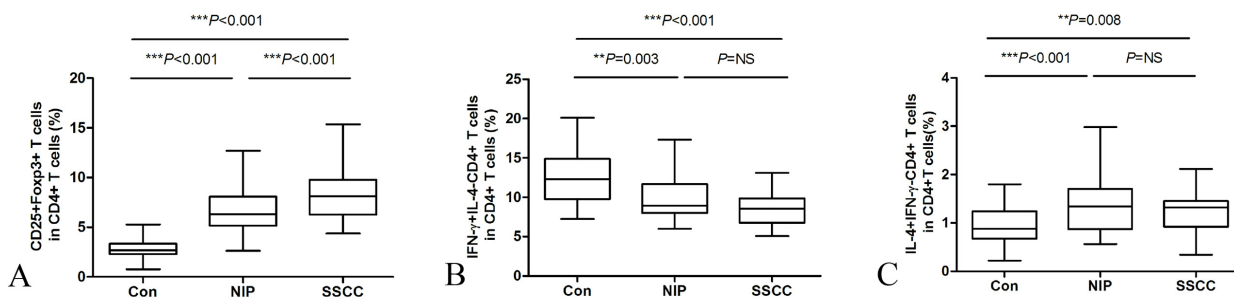 ***P<0.001
***P<0.001 ***P<0.001
20
15
10
5
0
CD25+Foxp3+ T cells
in CD4+ T cells (%)
Con NIP SSCC
A
***P<0.001
**P=0.003 P=NS
25
20
15
10
5
0
IFN-γ+IL-4-CD4+ T cells
in CD4+ T cells (%)
Con NIP SSCC
B
**P=0.008
***P<0.001 P=NS
4
3
2
1
0
IL-4+IFN-γ-CD4+ T cells
in CD4+T cells(%)
Con NIP SSCC
C